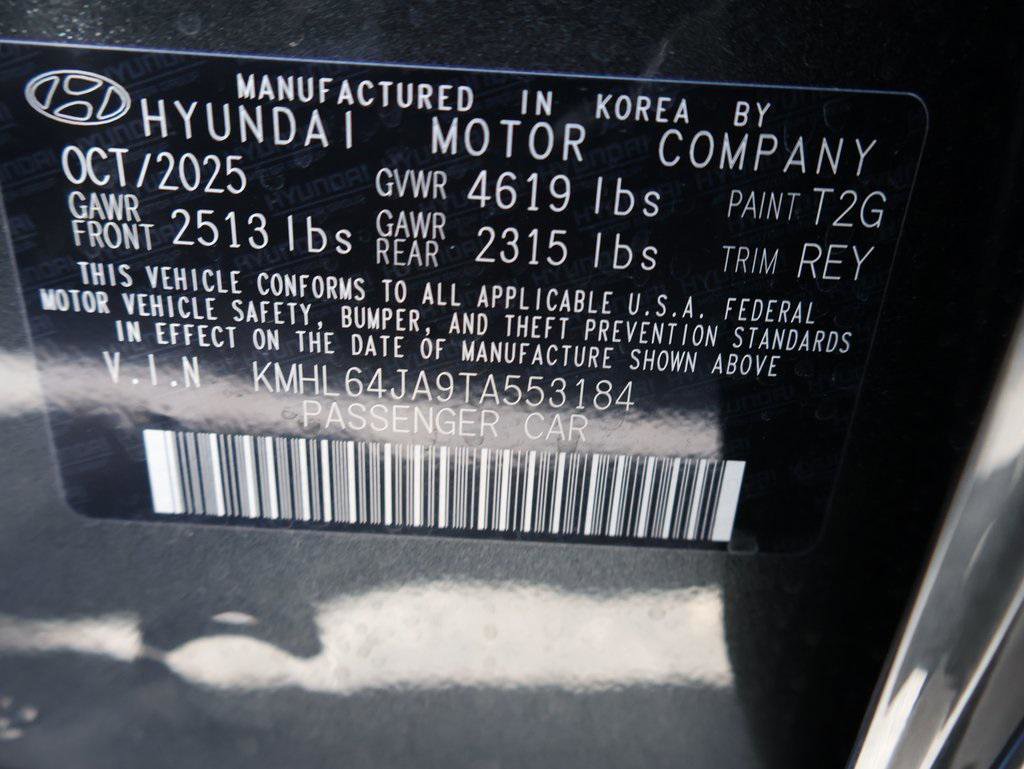 MANUFACTURED IN KOREA BY
HYUNDAI MOTOR COMPANY
OCT/2025 GVWR 4619 lbs PAINT T2G
GAWR FRONT 2513 lbs GAWR REAR 2315 lbs TRIM REY
THIS VEHICLE CONFORMS TO ALL APPLICABLE U.S.A. FEDERAL
MOTOR VEHICLE SAFETY, BUMPER, AND THEFT PREVENTION STANDARDS
IN EFFECT ON THE DATE OF MANUFACTURE SHOWN ABOVE
V.I.N KMHL64JA9TA553184
PASSENGER CAR